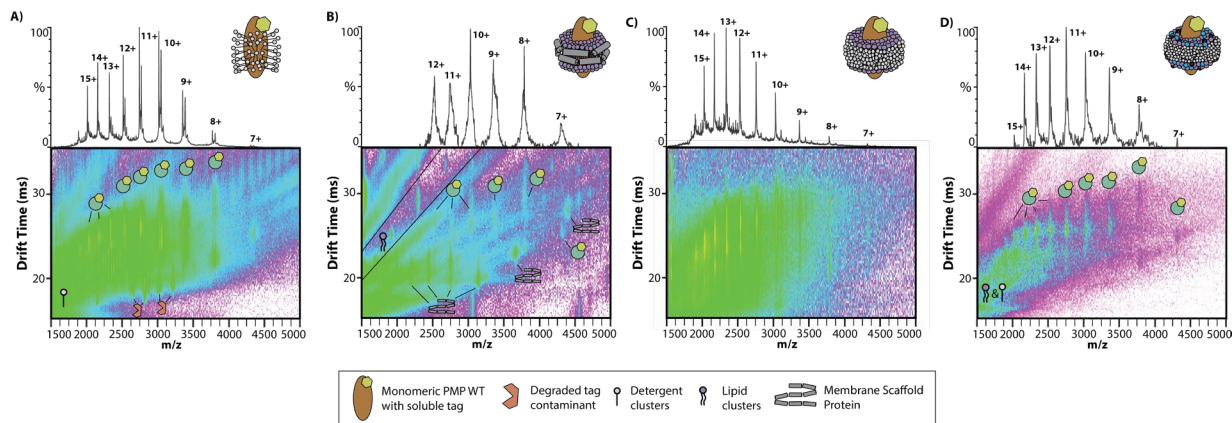 A)
100
%
0
15+
14+
13+
12+
11+
10+
9+
8+
7+
Drift Time (ms)
30
20
1500 2000 2500 3000 3500 4000 4500 5000
m/z
B)
100
%
0
12+
11+
10+
9+
8+
7+
Drift Time (ms)
30
20
1500 2000 2500 3000 3500 4000 4500 5000
m/z
C)
100
%
0
15+
14+
13+
12+
11+
10+
9+
8+
7+
Drift Time (ms)
30
20
1500 2000 2500 3000 3500 4000 4500 5000
m/z
D)
100
%
0
15+
14+
13+
12+
11+
10+
9+
8+
7+
Drift Time (ms)
30
20
&
1500 2000 2500 3000 3500 4000 4500 5000
m/z
Monomeric PMP WT
with soluble tag
Degraded tag
contaminant
Detergent
clusters
Lipid
clusters
Membrane Scaffold
Protein